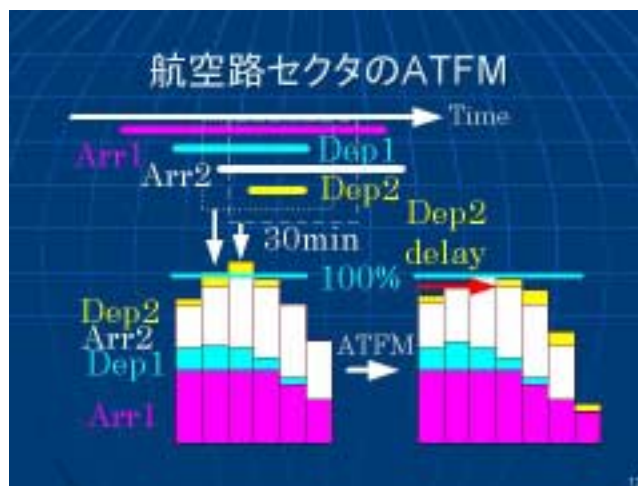 航空路セクタのATFM
Time
Arr1
Dep1
Arr2
Dep2
30min
Dep2
delay
100%
Dep2
Arr2
Dep1
Arr1
ATFM